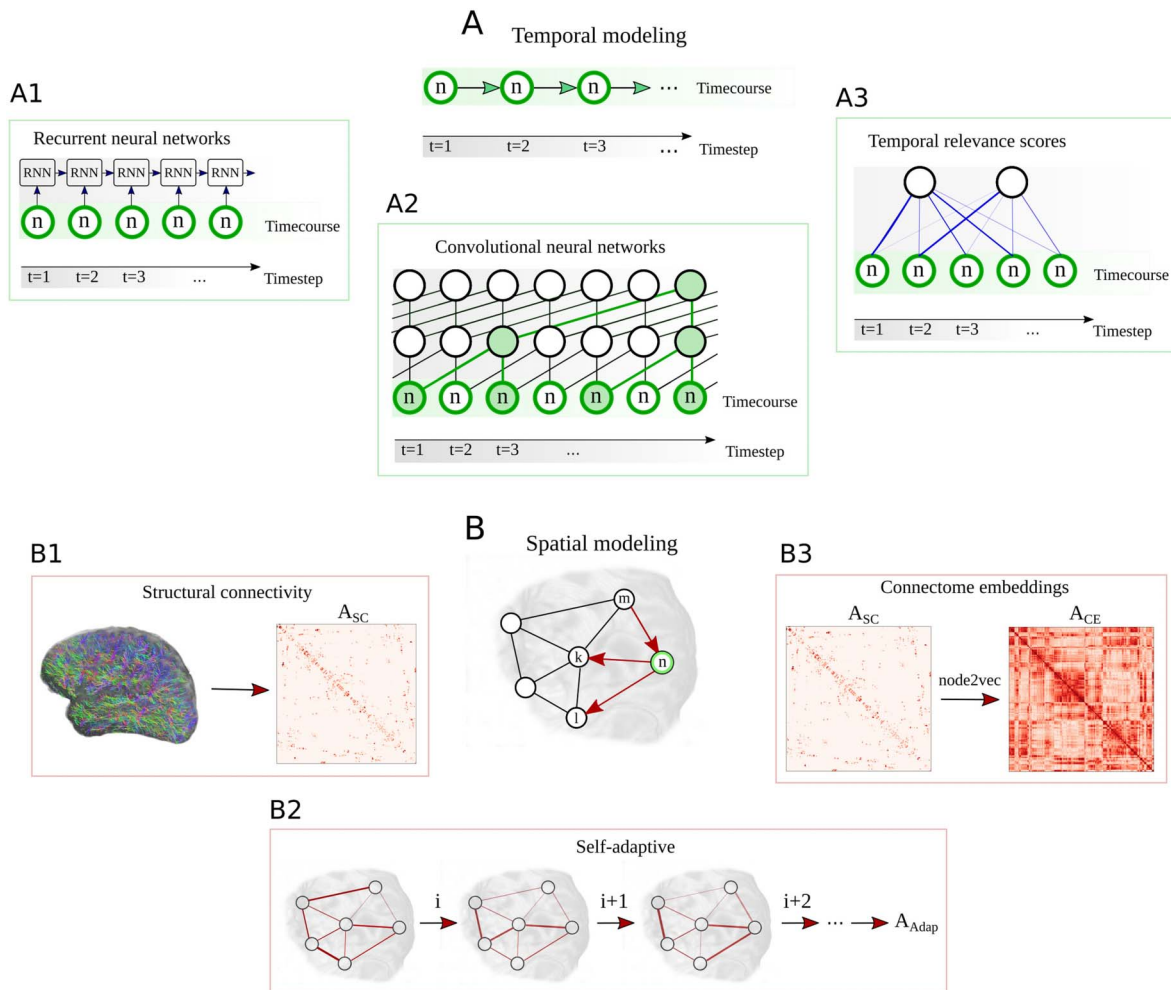 A
Temporal modeling
n n n ... Timecourse
t=1 t=2 t=3 ... Timestep
A1
Recurrent neural networks
RNN RNN RNN RNN RNN
n n n n n Timecourse
t=1 t=2 t=3 ... Timestep
A2
Convolutional neural networks
n n n n n n n Timecourse
t=1 t=2 t=3 ... Timestep
A3
Temporal relevance scores
n n n n n Timecourse
t=1 t=2 t=3 ... Timestep
B
Spatial modeling
m
k n
l
B1
Structural connectivity
A_SC
B3
Connectome embeddings
A_SC A_CE
node2vec
B2
Self-adaptive
i i+1 i+2 ... A_Adap